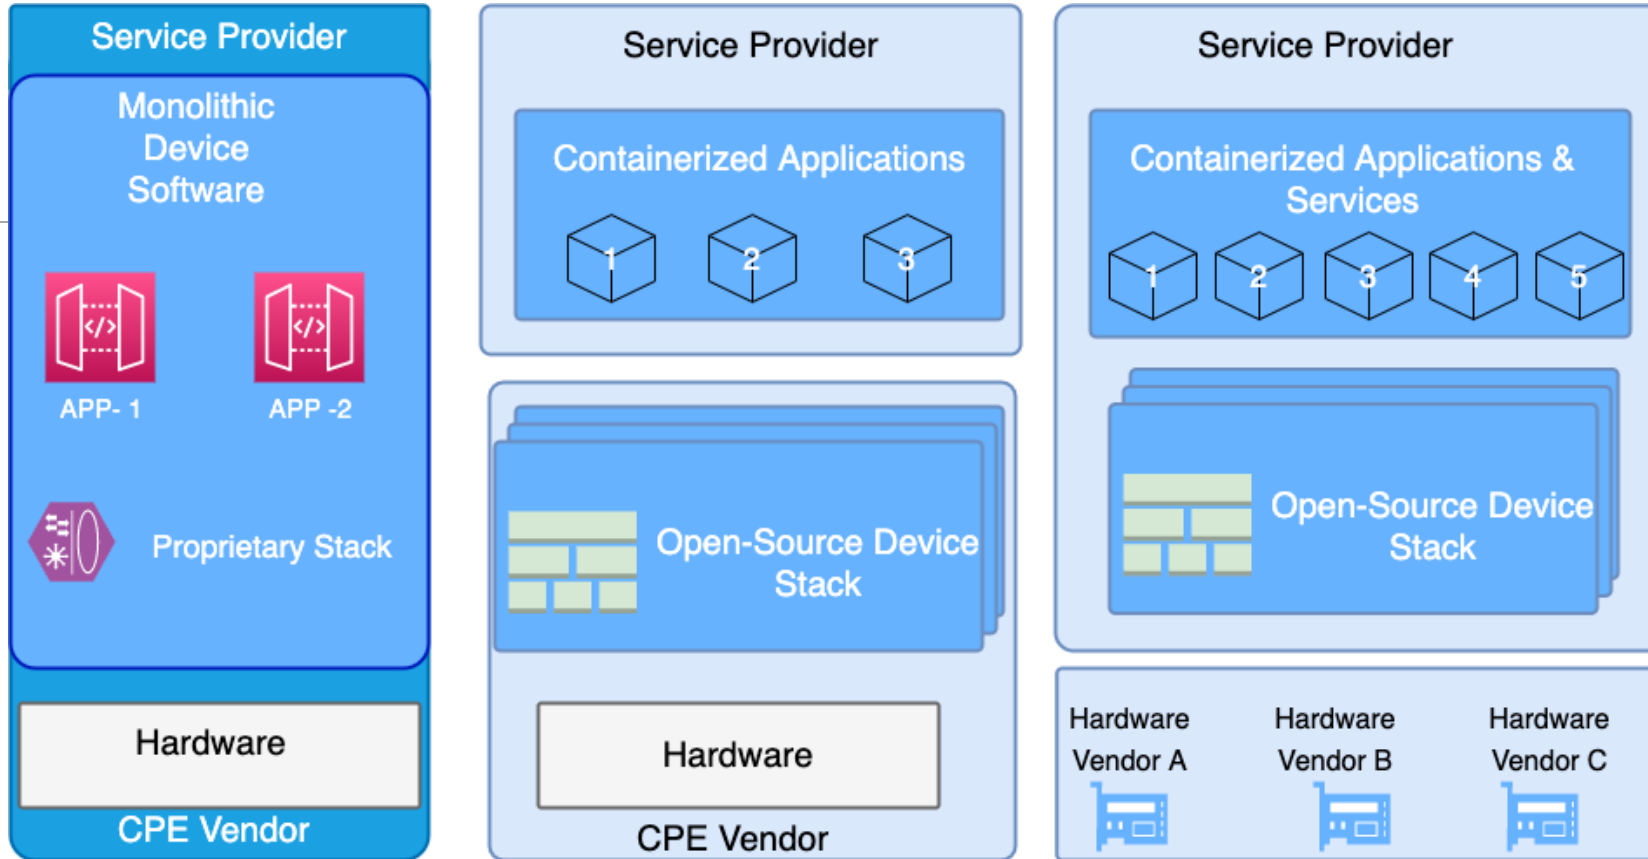 Service Provider
Monolithic
Device
Software
</>
</>
APP- 1
APP -2
Proprietary Stack
Hardware
CPE Vendor
Service Provider
Containerized Applications
1
2
3
Open-Source Device
Stack
Hardware
CPE Vendor
Service Provider
Containerized Applications &
Services
1
2
3
4
5
Open-Source Device
Stack
Hardware
Vendor A
Hardware
Vendor B
Hardware
Vendor C